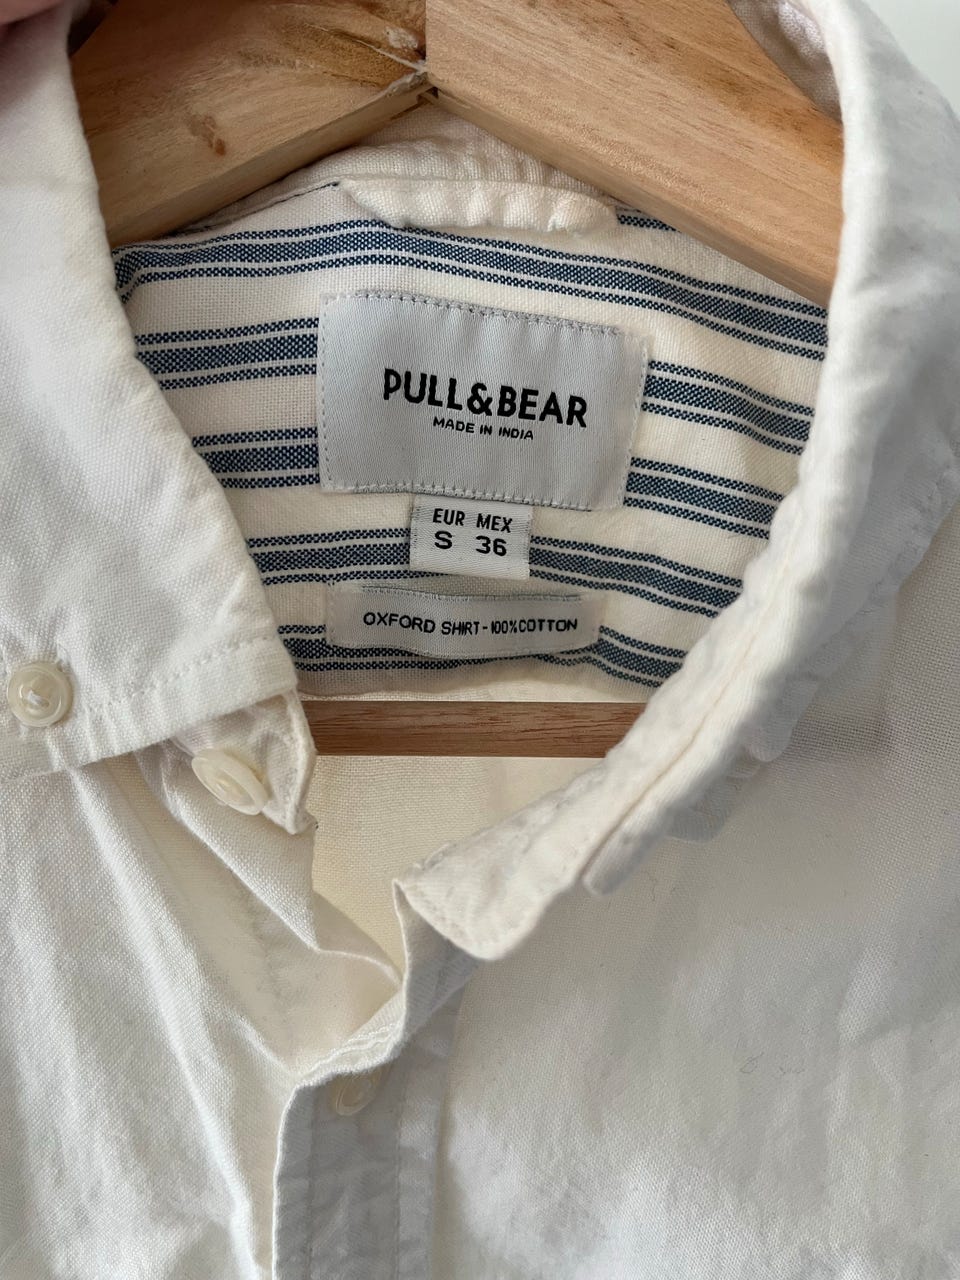 PULL&BEAR
MADE IN INDIA
EUR MEX
S 36
OXFORD SHIRT - 100% COTTON